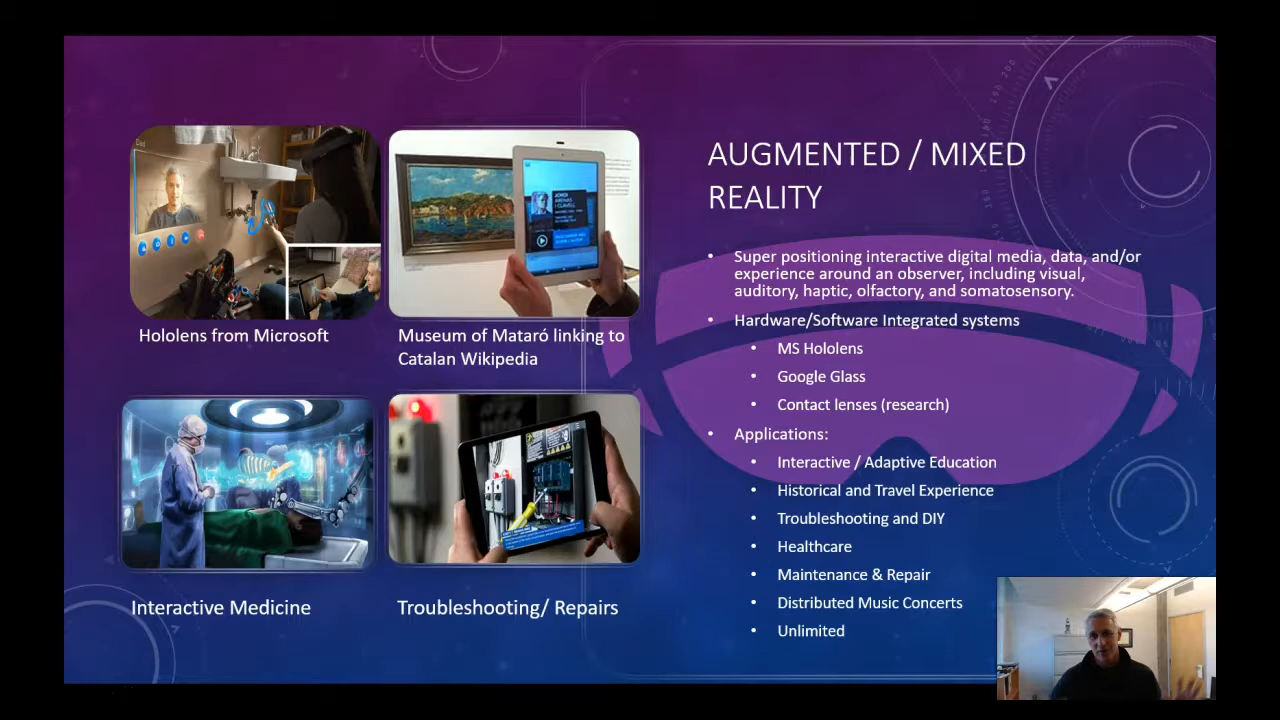 AUGMENTED / MIXED
REALITY
Dad
Hololens from Microsoft
Museum of Mataró linking to
Catalan Wikipedia
Interactive Medicine
Troubleshooting/ Repairs
• Super positioning interactive digital media, data, and/or
experience around an observer, including visual,
auditory, haptic, olfactory, and somatosensory.
• Hardware/Software Integrated systems
• MS Hololens
• Google Glass
• Contact lenses (research)
• Applications:
• Interactive / Adaptive Education
• Historical and Travel Experience
• Troubleshooting and DIY
• Healthcare
• Maintenance & Repair
• Distributed Music Concerts
• Unlimited